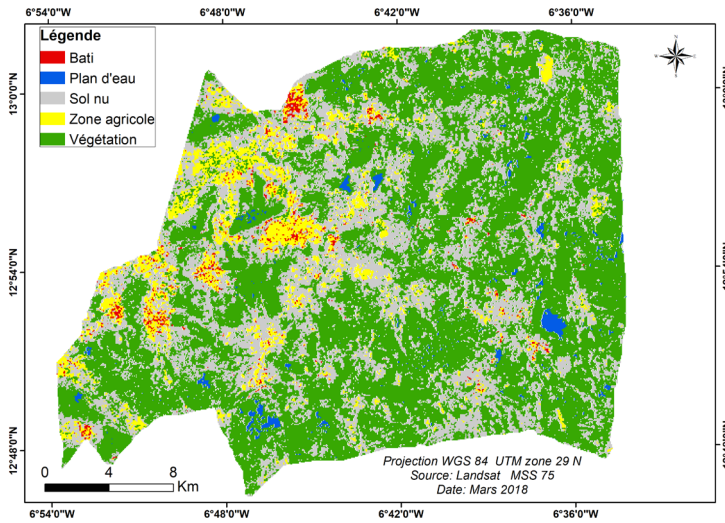 6°54'0"W 6°48'0"W 6°42'0"W 6°36'0"W
Légende
Bati
Plan d'eau
Sol nu
Zone agricole
Végétation
13°0'0"N
12°54'0"N
12°48'0"N
0 4 8
Km
Projection WGS 84 UTM zone 29 N
Source: Landsat MSS 75
Date: Mars 2018
6°54'0"W 6°48'0"W 6°42'0"W 6°36'0"W